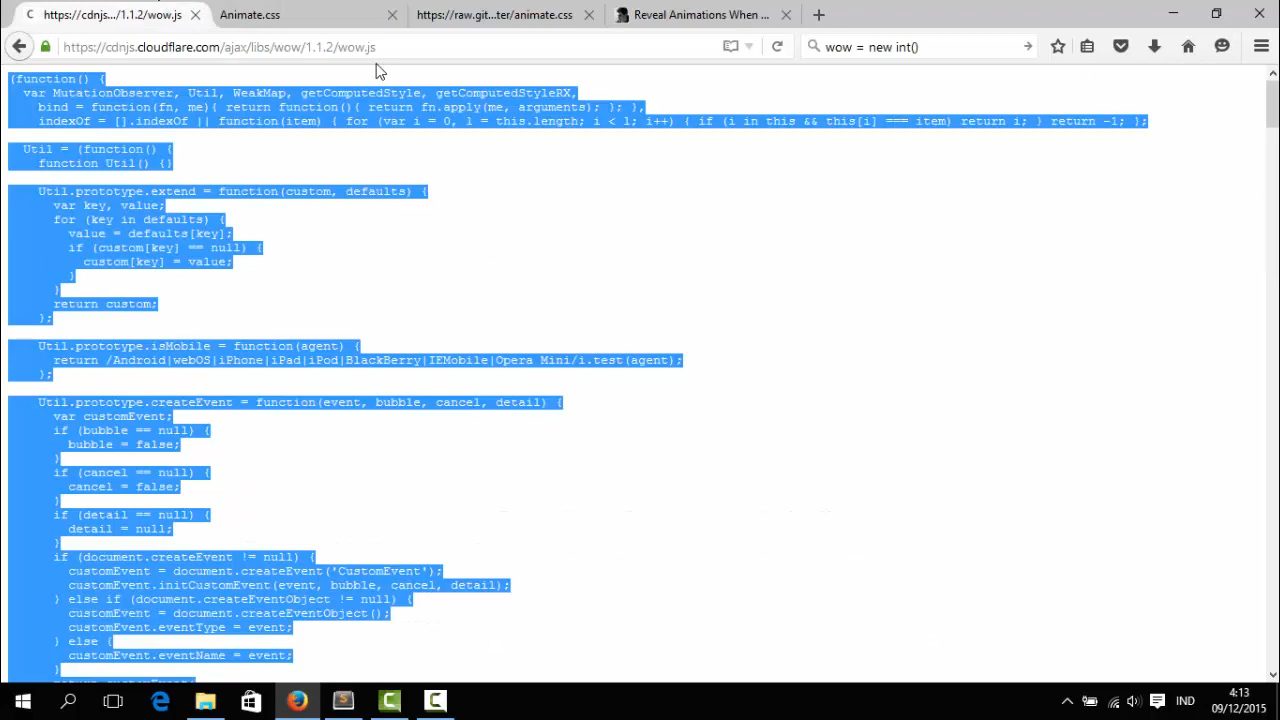 https://cdnjs.../1.1.2/wow.js
Animate.css
https://raw.git...ter/animate.css
Reveal Animations When ...
https://cdnjs.cloudflare.com/ajax/libs/wow/1.1.2/wow.js
wow = new int()
(function() {
var MutationObserver, Util, WeakMap, getComputedStyle, getComputedStyleRX,
bind = function(fn, me){ return function(){ return fn.apply(me, arguments); }; },
indexOf = [].indexOf || function(item) { for (var i = 0, l = this.length; i < l; i++) { if (i in this && this[i] === item) return i; } return -1; };
Util = (function() {
function Util() {}
Util.prototype.extend = function(custom, defaults) {
var key, value;
for (key in defaults) {
value = defaults[key];
if (custom[key] == null) {
custom[key] = value;
}
}
return custom;
};
Util.prototype.isMobile = function(agent) {
return /Android|webOS|iPhone|iPad|iPod|BlackBerry|IEMobile|Opera Mini/i.test(agent);
};
Util.prototype.createEvent = function(event, bubble, cancel, detail) {
var customEvent;
if (bubble == null) {
bubble = false;
}
if (cancel == null) {
cancel = false;
}
if (detail == null) {
detail = null;
}
if (document.createEvent != null) {
customEvent = document.createEvent('CustomEvent');
customEvent.initCustomEvent(event, bubble, cancel, detail);
} else if (document.createEventObject != null) {
customEvent = document.createEventObject();
customEvent.eventType = event;
} else {
customEvent.eventName = event;
}
return customEvent;
IND
4:13
09/12/2015